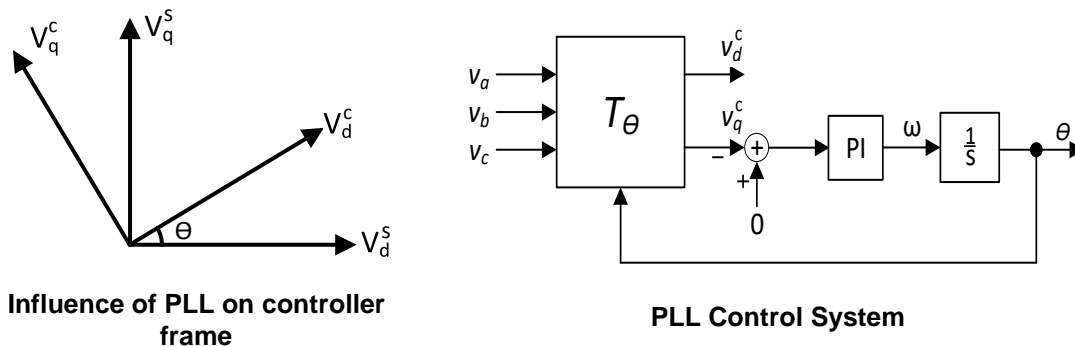 V_q^c
V_q^s
V_d^c
Θ
V_d^s
Influence of PLL on controller
frame
v_a
v_b
v_c
T_θ
v_d^c
v_q^c
−
+
+
0
PI
ω
1/s
θ
PLL Control System